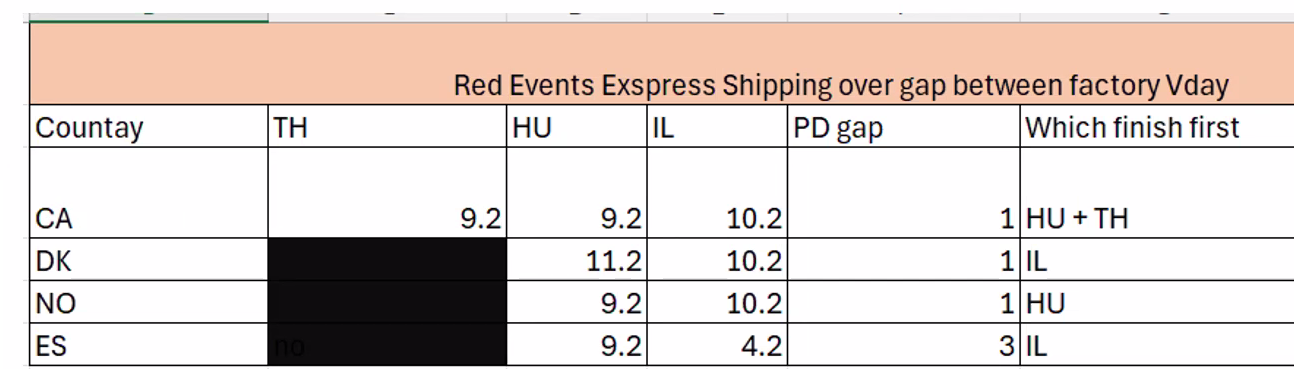 Red Events Exspress Shipping over gap between factory Vday
Countay TH HU IL PD gap Which finish first
CA 9.2 9.2 10.2 1 HU + TH
DK 11.2 10.2 1 IL
NO 9.2 10.2 1 HU
ES no 9.2 4.2 3 IL